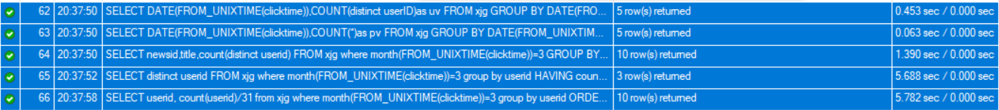 62 20:37:50 SELECT DATE(FROM_UNIXTIME(clicktime)),COUNT(distinct userID)as uv FROM xjg GROUP BY DATE(FRO... 5 row(s) returned 0.453 sec / 0.000 sec
63 20:37:50 SELECT DATE(FROM_UNIXTIME(clicktime)),COUNT(*)as pv FROM xjg GROUP BY DATE(FROM_UNIXTIM... 5 row(s) returned 0.063 sec / 0.000 sec
64 20:37:50 SELECT newsid,title,count(distinct userid) FROM xjg where month(FROM_UNIXTIME(clicktime))=3 GROUP BY... 10 row(s) returned 1.390 sec / 0.000 sec
65 20:37:52 SELECT distinct userid FROM xjg where month(FROM_UNIXTIME(clicktime))=3 group by userid HAVING coun... 3 row(s) returned 5.688 sec / 0.000 sec
66 20:37:58 SELECT userid, count(userid)/31 from xjg where month(FROM_UNIXTIME(clicktime))=3 group by userid ORDE... 10 row(s) returned 5.782 sec / 0.000 sec